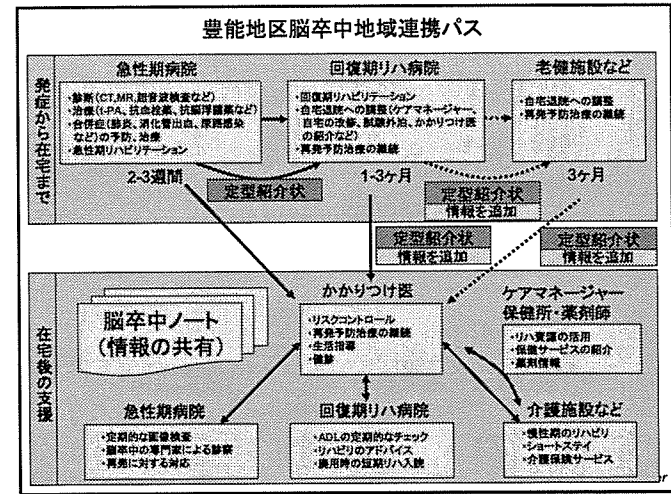 豊能地区脳卒中地域連携パス
発症から在宅まで
急性期病院
・診断(CT,MR,超音波検査など)
・治療(t-PA、抗血栓薬、抗脳浮腫薬など)
・合併症(肺炎、消化管出血、尿路感染
など)の予防、治療
・急性期リハビリテーション
2-3週間
回復期リハ病院
・回復期リハビリテーション
・自宅退院への調整(ケアマネージャー、
自宅の改修、試験外泊、かかりつけ医
の紹介など)
・再発予防治療の継続
1-3ヶ月
老健施設など
・自宅退院への調整
・再発予防治療の継続
3ヶ月
定型紹介状
定型紹介状
情報を追加
定型紹介状
情報を追加
定型紹介状
情報を追加
在宅後の支援
脳卒中ノート
(情報の共有)
かかりつけ医
・リスクコントロール
・再発予防治療の継続
・生活指導
・健診
ケアマネージャー
保健所・薬剤師
・リハ資源の活用
・保健サービスの紹介
・薬剤情報
急性期病院
・定期的な画像検査
・脳卒中の専門家による診察
・再発に対する対応
回復期リハ病院
・ADLの定期的なチェック
・リハビリのアドバイス
・廃用時の短期リハ入院
介護施設など
・慢性期のリハビリ
・ショートステイ
・介護保険サービス
er